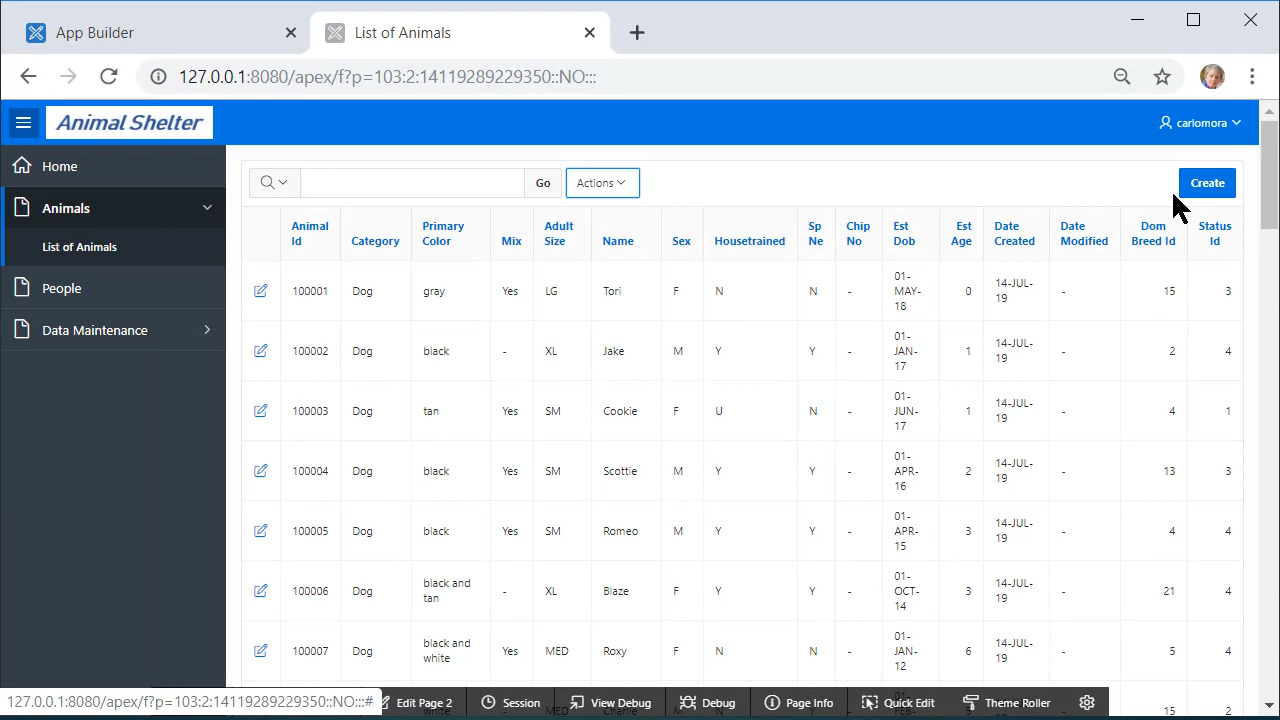 App Builder
List of Animals
127.0.0.1:8080/apex/f?p=103:2:14119289229350::NO:::
Animal Shelter
carlomora
Home
Animals
List of Animals
People
Data Maintenance
Go
Actions
Create
Animal Id Category Primary Color Mix Adult Size Name Sex Housetrained Sp Ne Chip No Est Dob Est Age Date Created Date Modified Dom Breed Id Status Id
100001 Dog gray Yes LG Tori F N N - 01-MAY-18 0 14-JUL-19 - 15 3
100002 Dog black - XL Jake M Y Y - 01-JAN-17 1 14-JUL-19 - 2 4
100003 Dog tan Yes SM Cookie F U N - 01-JUN-17 1 14-JUL-19 - 4 1
100004 Dog black Yes SM Scottie M Y Y - 01-APR-16 2 14-JUL-19 - 13 3
100005 Dog black Yes SM Romeo M Y Y - 01-APR-15 3 14-JUL-19 - 4 4
100006 Dog black and tan - XL Blaze F Y Y - 01-OCT-14 3 14-JUL-19 - 21 4
100007 Dog black and white Yes MED Roxy F N N - 01-JAN-12 6 14-JUL-19 - 5 4
15 2
127.0.0.1:8080/apex/f?p=103:2:14119289229350::NO:::#
Edit Page 2
Session
View Debug
Debug
Page Info
Quick Edit
Theme Roller